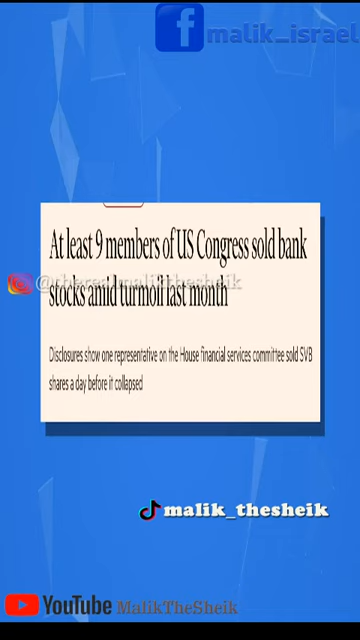 malik_israel
At least 9 members of US Congress sold bank
@therealmalikthesheik
stocks amid turmoil last month
Disclosures show one representative on the House financial services committee sold SVB
shares a day before it collapsed
malik_thesheik
YouTube MalikTheSheik